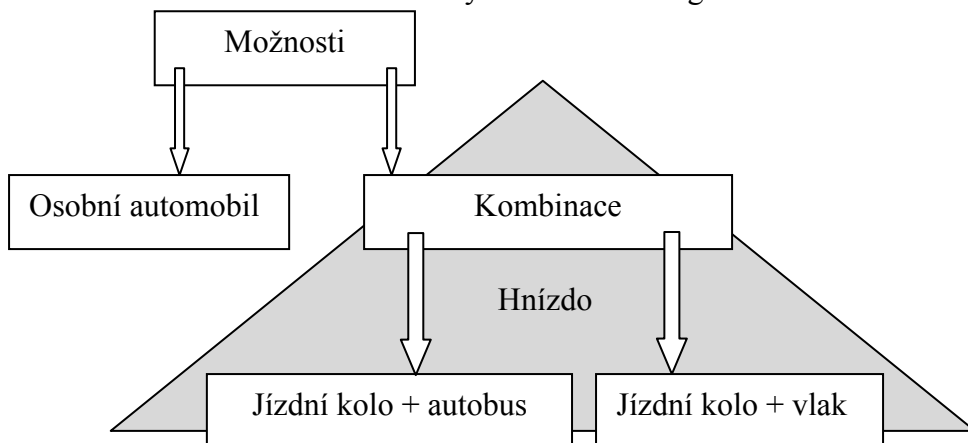 Možnosti
Osobní automobil
Kombinace
Hnízdo
Jízdní kolo + autobus
Jízdní kolo + vlak